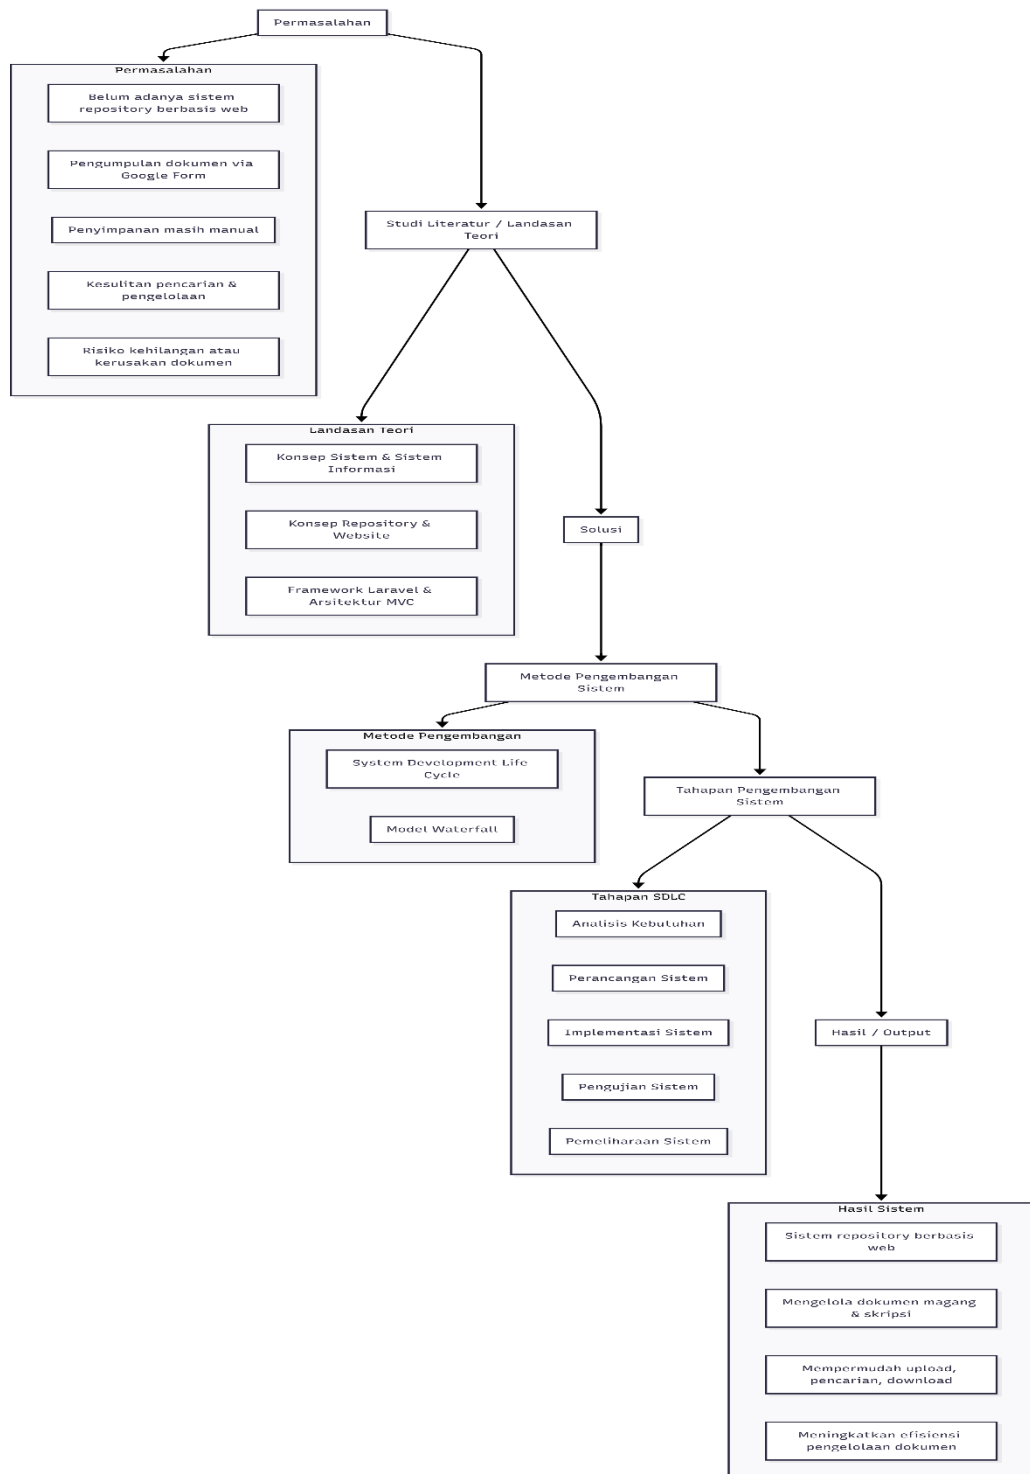 Permasalahan
Permasalahan
Belum adanya sistem
repository berbasis web
Pengumpulan dokumen via
Google Form
Penyimpanan masih manual
Kesulitan pencarian &
pengelolaan
Risiko kehilangan atau
kerusakan dokumen
Studi Literatur / Landasan
Teori
Landasan Teori
Konsep Sistem & Sistem
Informasi
Konsep Repository &
Website
Framework Laravel &
Arsitektur MVC
Solusi
Metode Pengembangan
Sistem
Metode Pengembangan
System Development Life
Cycle
Model Waterfall
Tahapan Pengembangan
Sistem
Tahapan SDLC
Analisis Kebutuhan
Perancangan Sistem
Implementasi Sistem
Pengujian Sistem
Pemeliharaan Sistem
Hasil / Output
Hasil Sistem
Sistem repository berbasis
web
Mengelola dokumen magang
& skripsi
Mempermudah upload,
pencarian, download
Meningkatkan efisiensi
pengelolaan dokumen